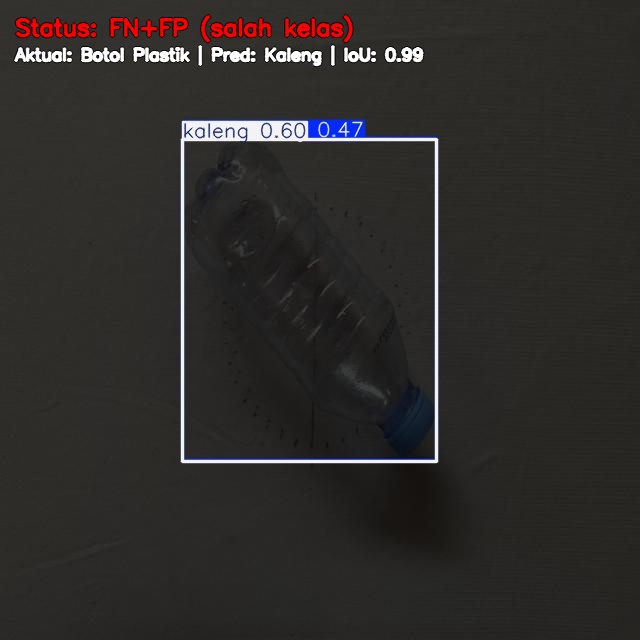 Status: FN+FP (salah kelas)
Aktual: Botol Plastik | Pred: Kaleng | IoU: 0.99
kaleng 0.60 0.47